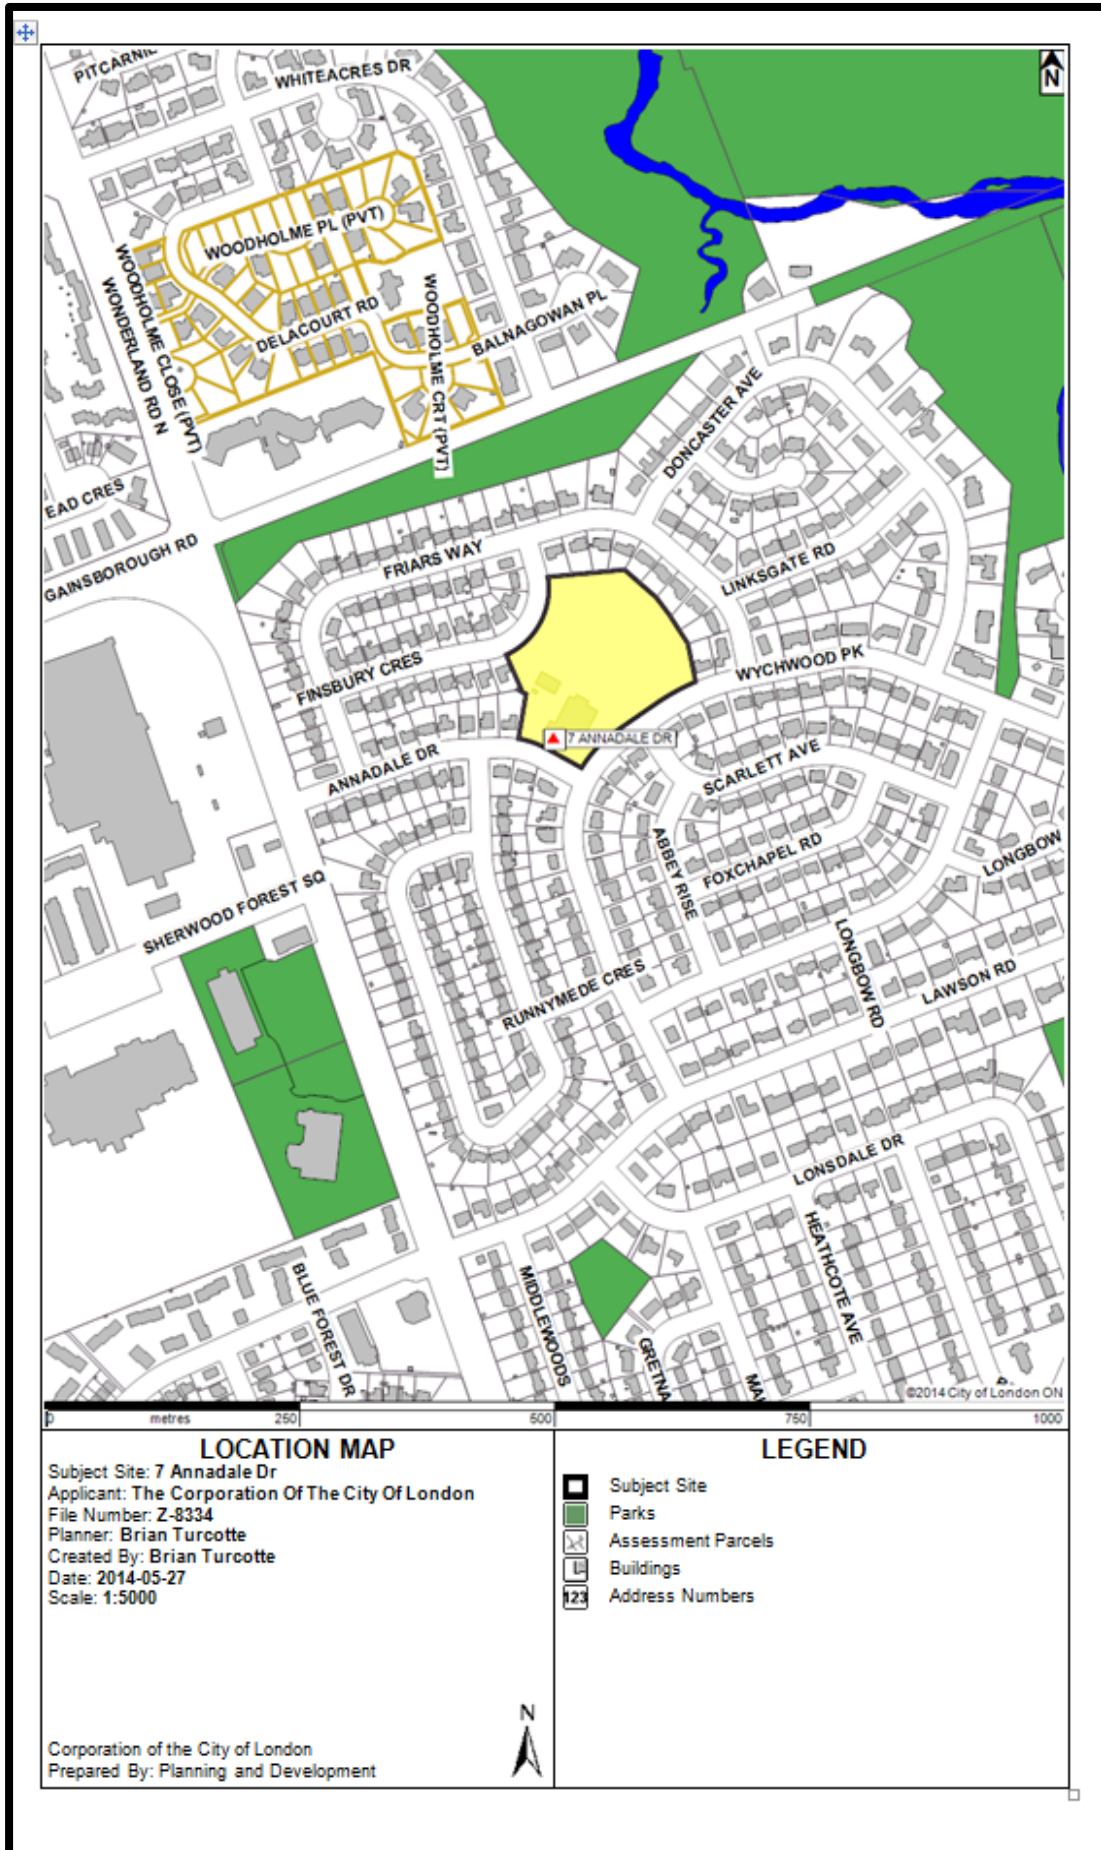 PITCARNIE
WHITEACRES DR
N
WOODHOLME PL (PVT)
WOODHOLME CLOSE (PVT)
WONDERLAND RD N
DELACOURT RD
WOODHOLME CRT (PVT)
BALNAGOWAN PL
DONCASTER AVE
EAD CRES
GAINSBOROUGH RD
FRIARS WAY
LINKSGATE RD
FINSBURY CRES
WYCHWOOD PK
7 ANNADALE DR
ANNADALE DR
SCARLETT AVE
ABBEY RISE
FOXCHAPEL RD
LONGBOW
SHERWOOD FOREST SQ
RUNNYMEDE CRES
LONGBOW RD
LAWSON RD
LONSDALE DR
HEATHCOTE AVE
BLUE FOREST DR
MIDDLEWOODS
GRETNA
©2014 City of London ON
0 metres 250 500 750 1000
LOCATION MAP
Subject Site: 7 Annadale Dr
Applicant: The Corporation Of The City Of London
File Number: Z-8334
Planner: Brian Turcotte
Created By: Brian Turcotte
Date: 2014-05-27
Scale: 1:5000
N
Corporation of the City of London
Prepared By: Planning and Development
LEGEND
Subject Site
Parks
Assessment Parcels
Buildings
123 Address Numbers